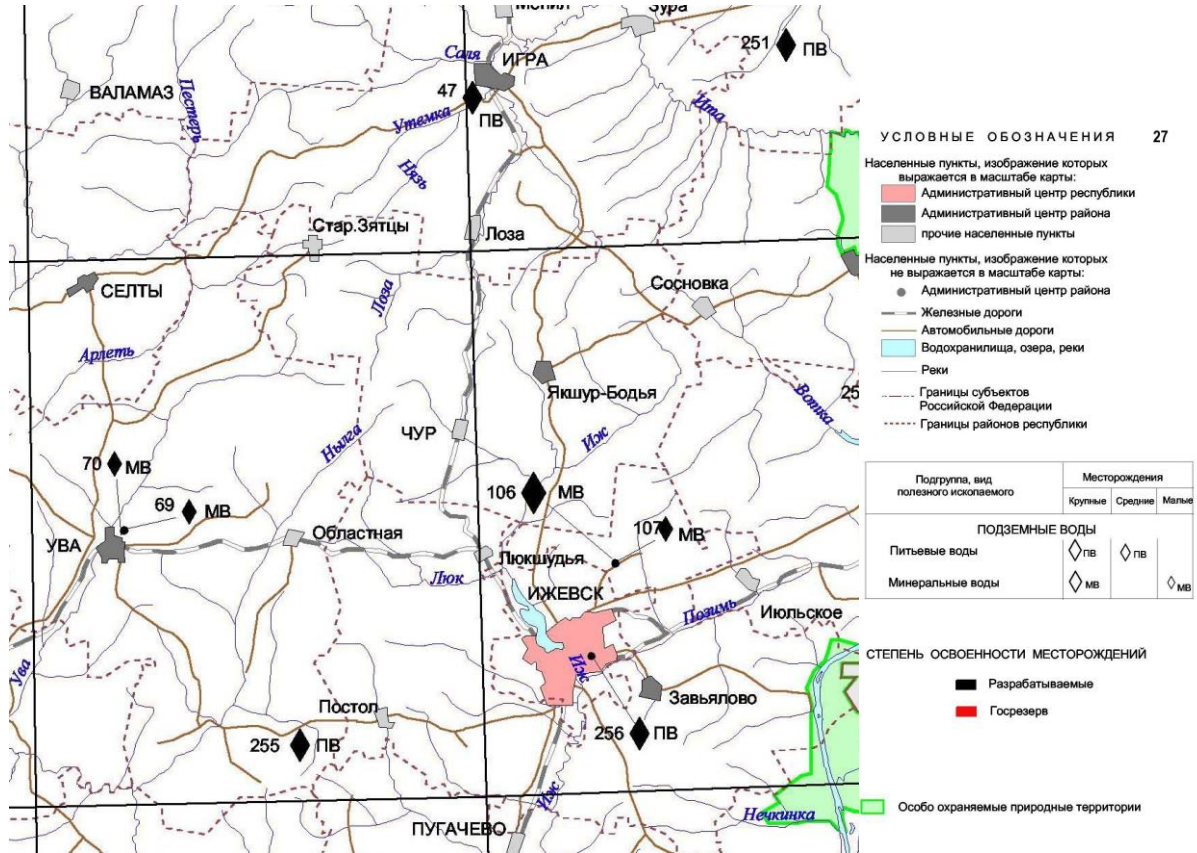 Зура
251 ПВ
Саля
ИГРА
ВАЛАМАЗ
Пестерь
47
ПВ
Утемка
Ита
Нязь
Стар.Зятцы
Лоза
СЕЛТЫ
Лоза
Сосновка
Арлеть
Якшур-Бодья
Вотка
25
ЧУР
Нылга
Иж
70 МВ
69 МВ
106 МВ
107 МВ
УВА
Областная
Люкшудья
Люк
ИЖЕВСК
Июльское
Позимь
Ува
Иж
Завьялово
Постол
255 ПВ
256 ПВ
Иж
Нечкинка
ПУГАЧЕВО
УСЛОВНЫЕ ОБОЗНАЧЕНИЯ 27
Населенные пункты, изображение которых
выражается в масштабе карты:
Административный центр республики
Административный центр района
прочие населенные пункты
Населенные пункты, изображение которых
не выражается в масштабе карты:
Административный центр района
Железные дороги
Автомобильные дороги
Водохранилища, озера, реки
Реки
Границы субъектов
Российской Федерации
Границы районов республики
Подгруппа, вид
полезного ископаемого
Месторождения
Крупные Средние Малые
ПОДЗЕМНЫЕ ВОДЫ
Питьевые воды ПВ ПВ
Минеральные воды МВ МВ
СТЕПЕНЬ ОСВОЕННОСТИ МЕСТОРОЖДЕНИЙ
Разрабатываемые
Госрезерв
Особо охраняемые природные территории